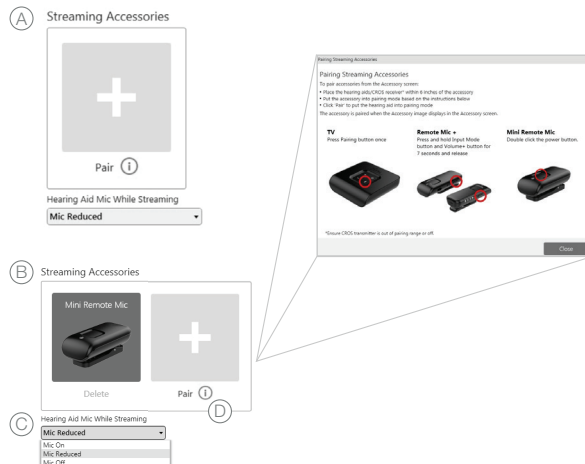 A
Streaming Accessories
Pair i
Hearing Aid Mic While Streaming
Mic Reduced
Pairing Streaming Accessories
Pairing Streaming Accessories
To pair accessories from the Accessory screen:
• Place the hearing aids/CROS receiver* within 6 inches of the accessory
• Put the accessory into pairing mode based on the instructions below
• Click 'Pair' to put the hearing aid into pairing mode
The accessory is paired when the Accessory image displays in the Accessory screen.
TV
Press Pairing button once
Remote Mic +
Press and hold Input Mode
button and Volume+ button for
7 seconds and release
Mini Remote Mic
Double click the power button.
*Ensure CROS transmitter is out of pairing range or off.
Close
B
Streaming Accessories
Mini Remote Mic
Delete
Pair i
D
C
Hearing Aid Mic While Streaming
Mic Reduced
Mic On
Mic Reduced
Mic Off